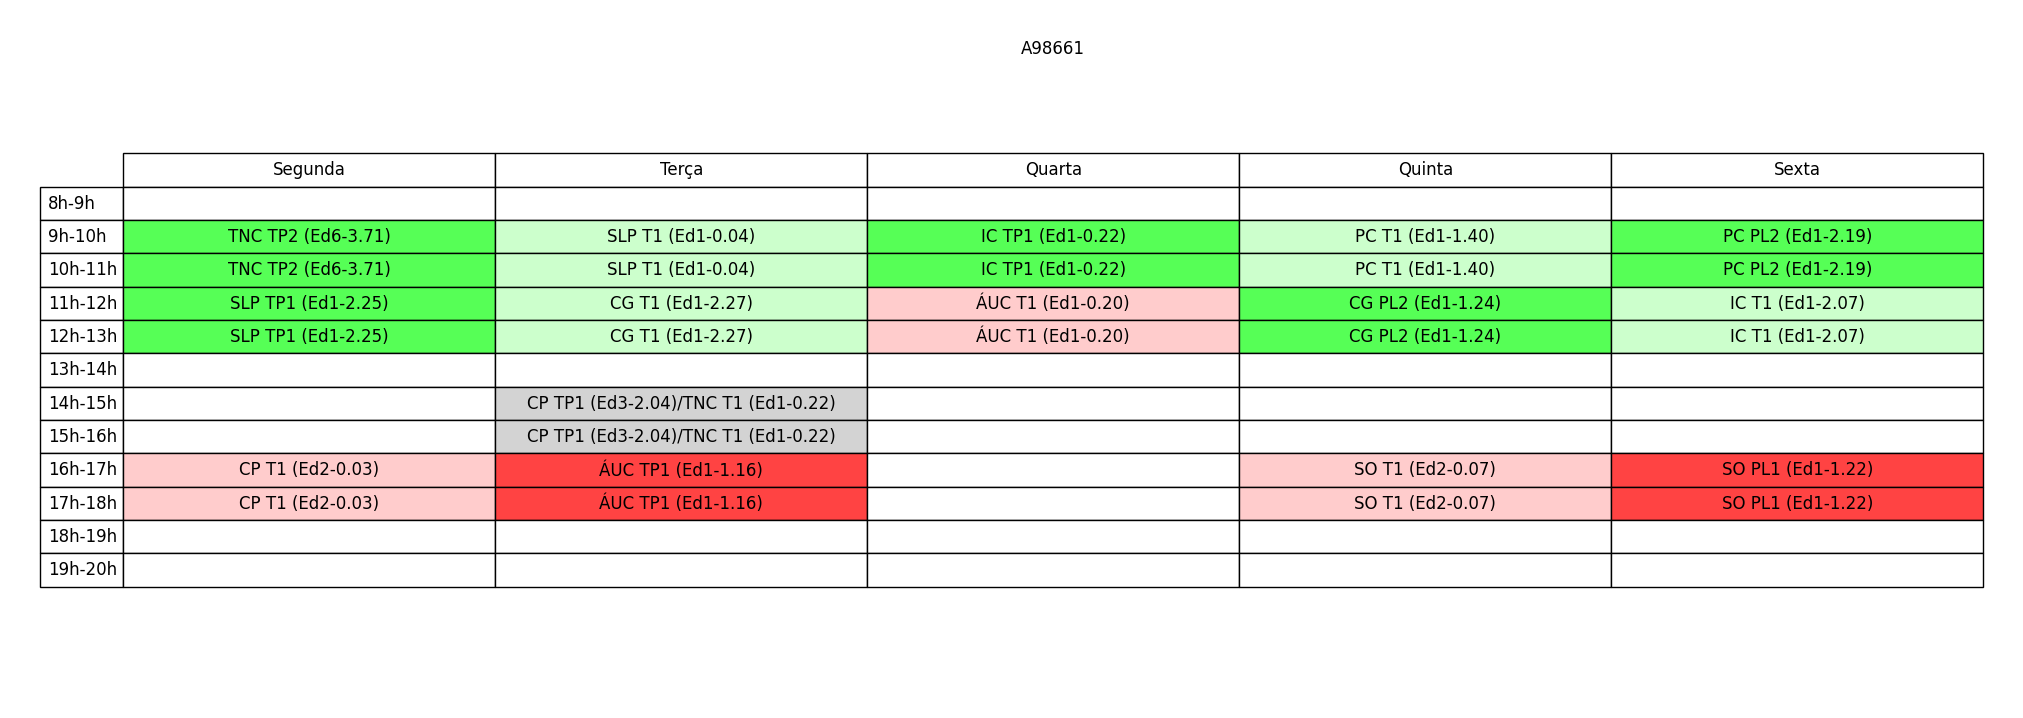 A98661
Segunda Terça Quarta Quinta Sexta
8h-9h
9h-10h TNC TP2 (Ed6-3.71) SLP T1 (Ed1-0.04) IC TP1 (Ed1-0.22) PC T1 (Ed1-1.40) PC PL2 (Ed1-2.19)
10h-11h TNC TP2 (Ed6-3.71) SLP T1 (Ed1-0.04) IC TP1 (Ed1-0.22) PC T1 (Ed1-1.40) PC PL2 (Ed1-2.19)
11h-12h SLP TP1 (Ed1-2.25) CG T1 (Ed1-2.27) ÁUC T1 (Ed1-0.20) CG PL2 (Ed1-1.24) IC T1 (Ed1-2.07)
12h-13h SLP TP1 (Ed1-2.25) CG T1 (Ed1-2.27) ÁUC T1 (Ed1-0.20) CG PL2 (Ed1-1.24) IC T1 (Ed1-2.07)
13h-14h
14h-15h CP TP1 (Ed3-2.04)/TNC T1 (Ed1-0.22)
15h-16h CP TP1 (Ed3-2.04)/TNC T1 (Ed1-0.22)
16h-17h CP T1 (Ed2-0.03) ÁUC TP1 (Ed1-1.16) SO T1 (Ed2-0.07) SO PL1 (Ed1-1.22)
17h-18h CP T1 (Ed2-0.03) ÁUC TP1 (Ed1-1.16) SO T1 (Ed2-0.07) SO PL1 (Ed1-1.22)
18h-19h
19h-20h